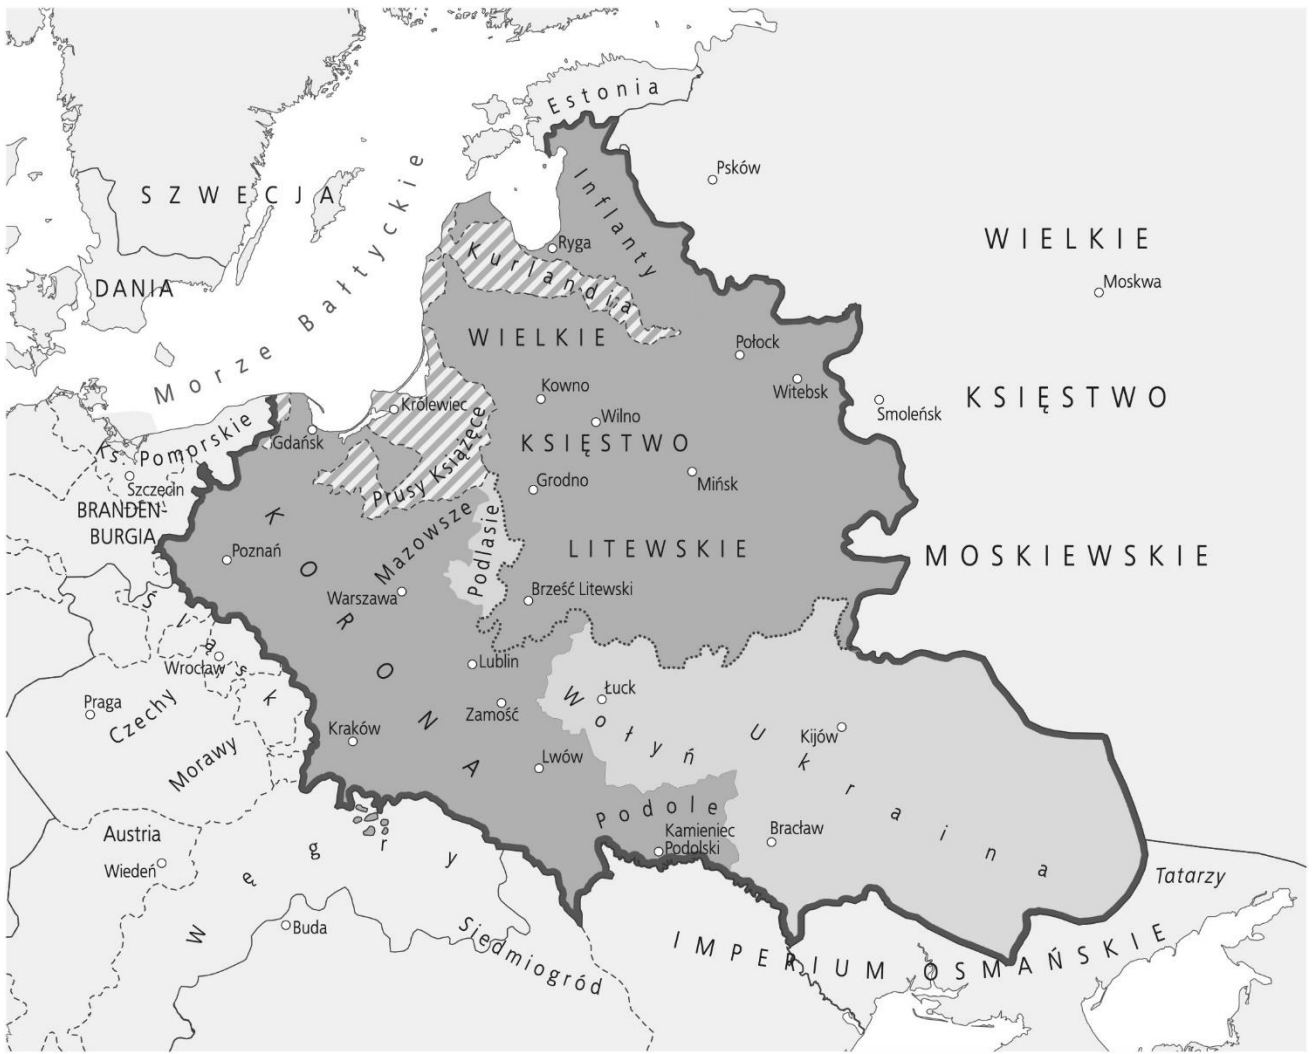 Estonia
Psków
SZWECJA
Inflanty
Morze Bałtyckie
WIELKIE
Ryga
Kurlandia
Moskwa
DANIA
WIELKIE
Połock
Kowno
Witebsk
KSIĘSTWO
Królewiec
Smoleńsk
Wilno
Ks. Pomorskie
Gdańsk
KSIĘSTWO
Prusy Książęce
Szczecin
Grodno
Mińsk
BRANDEN-
BURGIA
KORONA
Mazowsze
Podlasie
Poznań
LITEWSKIE
MOSKIEWSKIE
Warszawa
Brześć Litewski
Śląsk
Wrocław
Lublin
Praga
Czechy
Łuck
Wołyń
Zamość
Kraków
Ukraina
Kijów
Morawy
Lwów
Podole
Austria
Kamieniec
Podolski
Bracław
Wiedeń
Węgry
Tatarzy
Buda
Siedmiogród
IMPERIUM OSMAŃSKIE